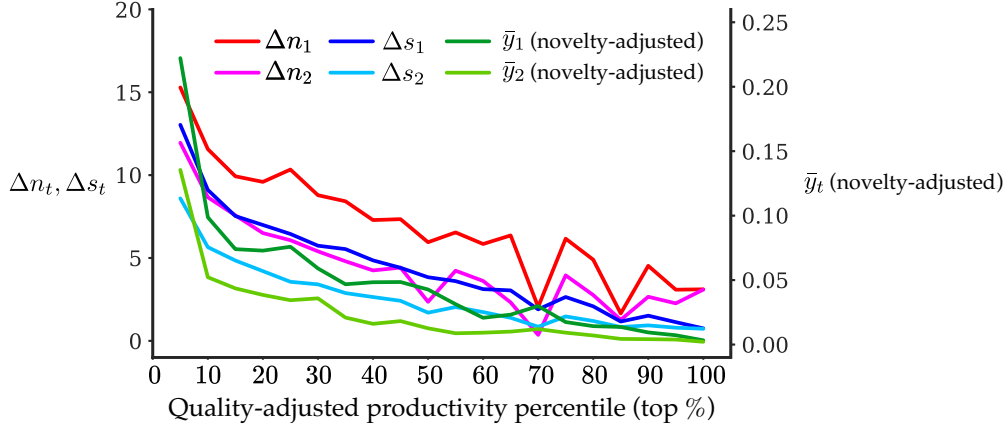 20 0.26
Δn₁ Δs₁ ȳ₁ (novelty-adjusted)
Δn₂ Δs₂ ȳ₂ (novelty-adjusted)
15 0.20
0.15
Δnₜ, Δsₜ 10 ȳₜ (novelty-adjusted)
0.10
5 0.05
0 0.00
0 10 20 30 40 50 60 70 80 90 100
Quality-adjusted productivity percentile (top %)